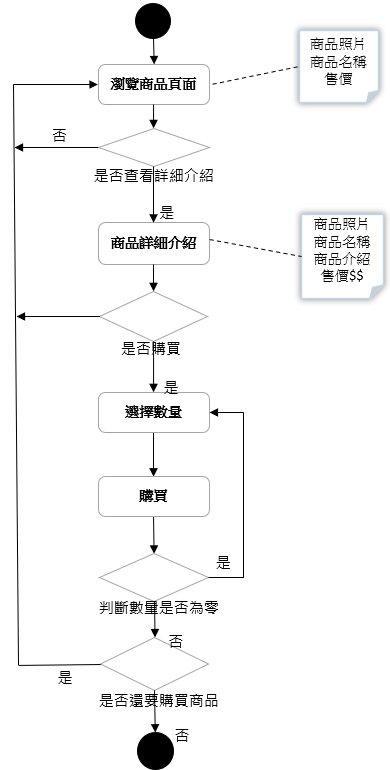 商品照片
商品名稱
售價
瀏覽商品頁面
否
是否查看詳細介紹
是
商品詳細介紹
商品照片
商品名稱
商品介紹
售價$$
是否購買
是
選擇數量
購買
是
判斷數量是否為零
否
是
是否還要購買商品
否